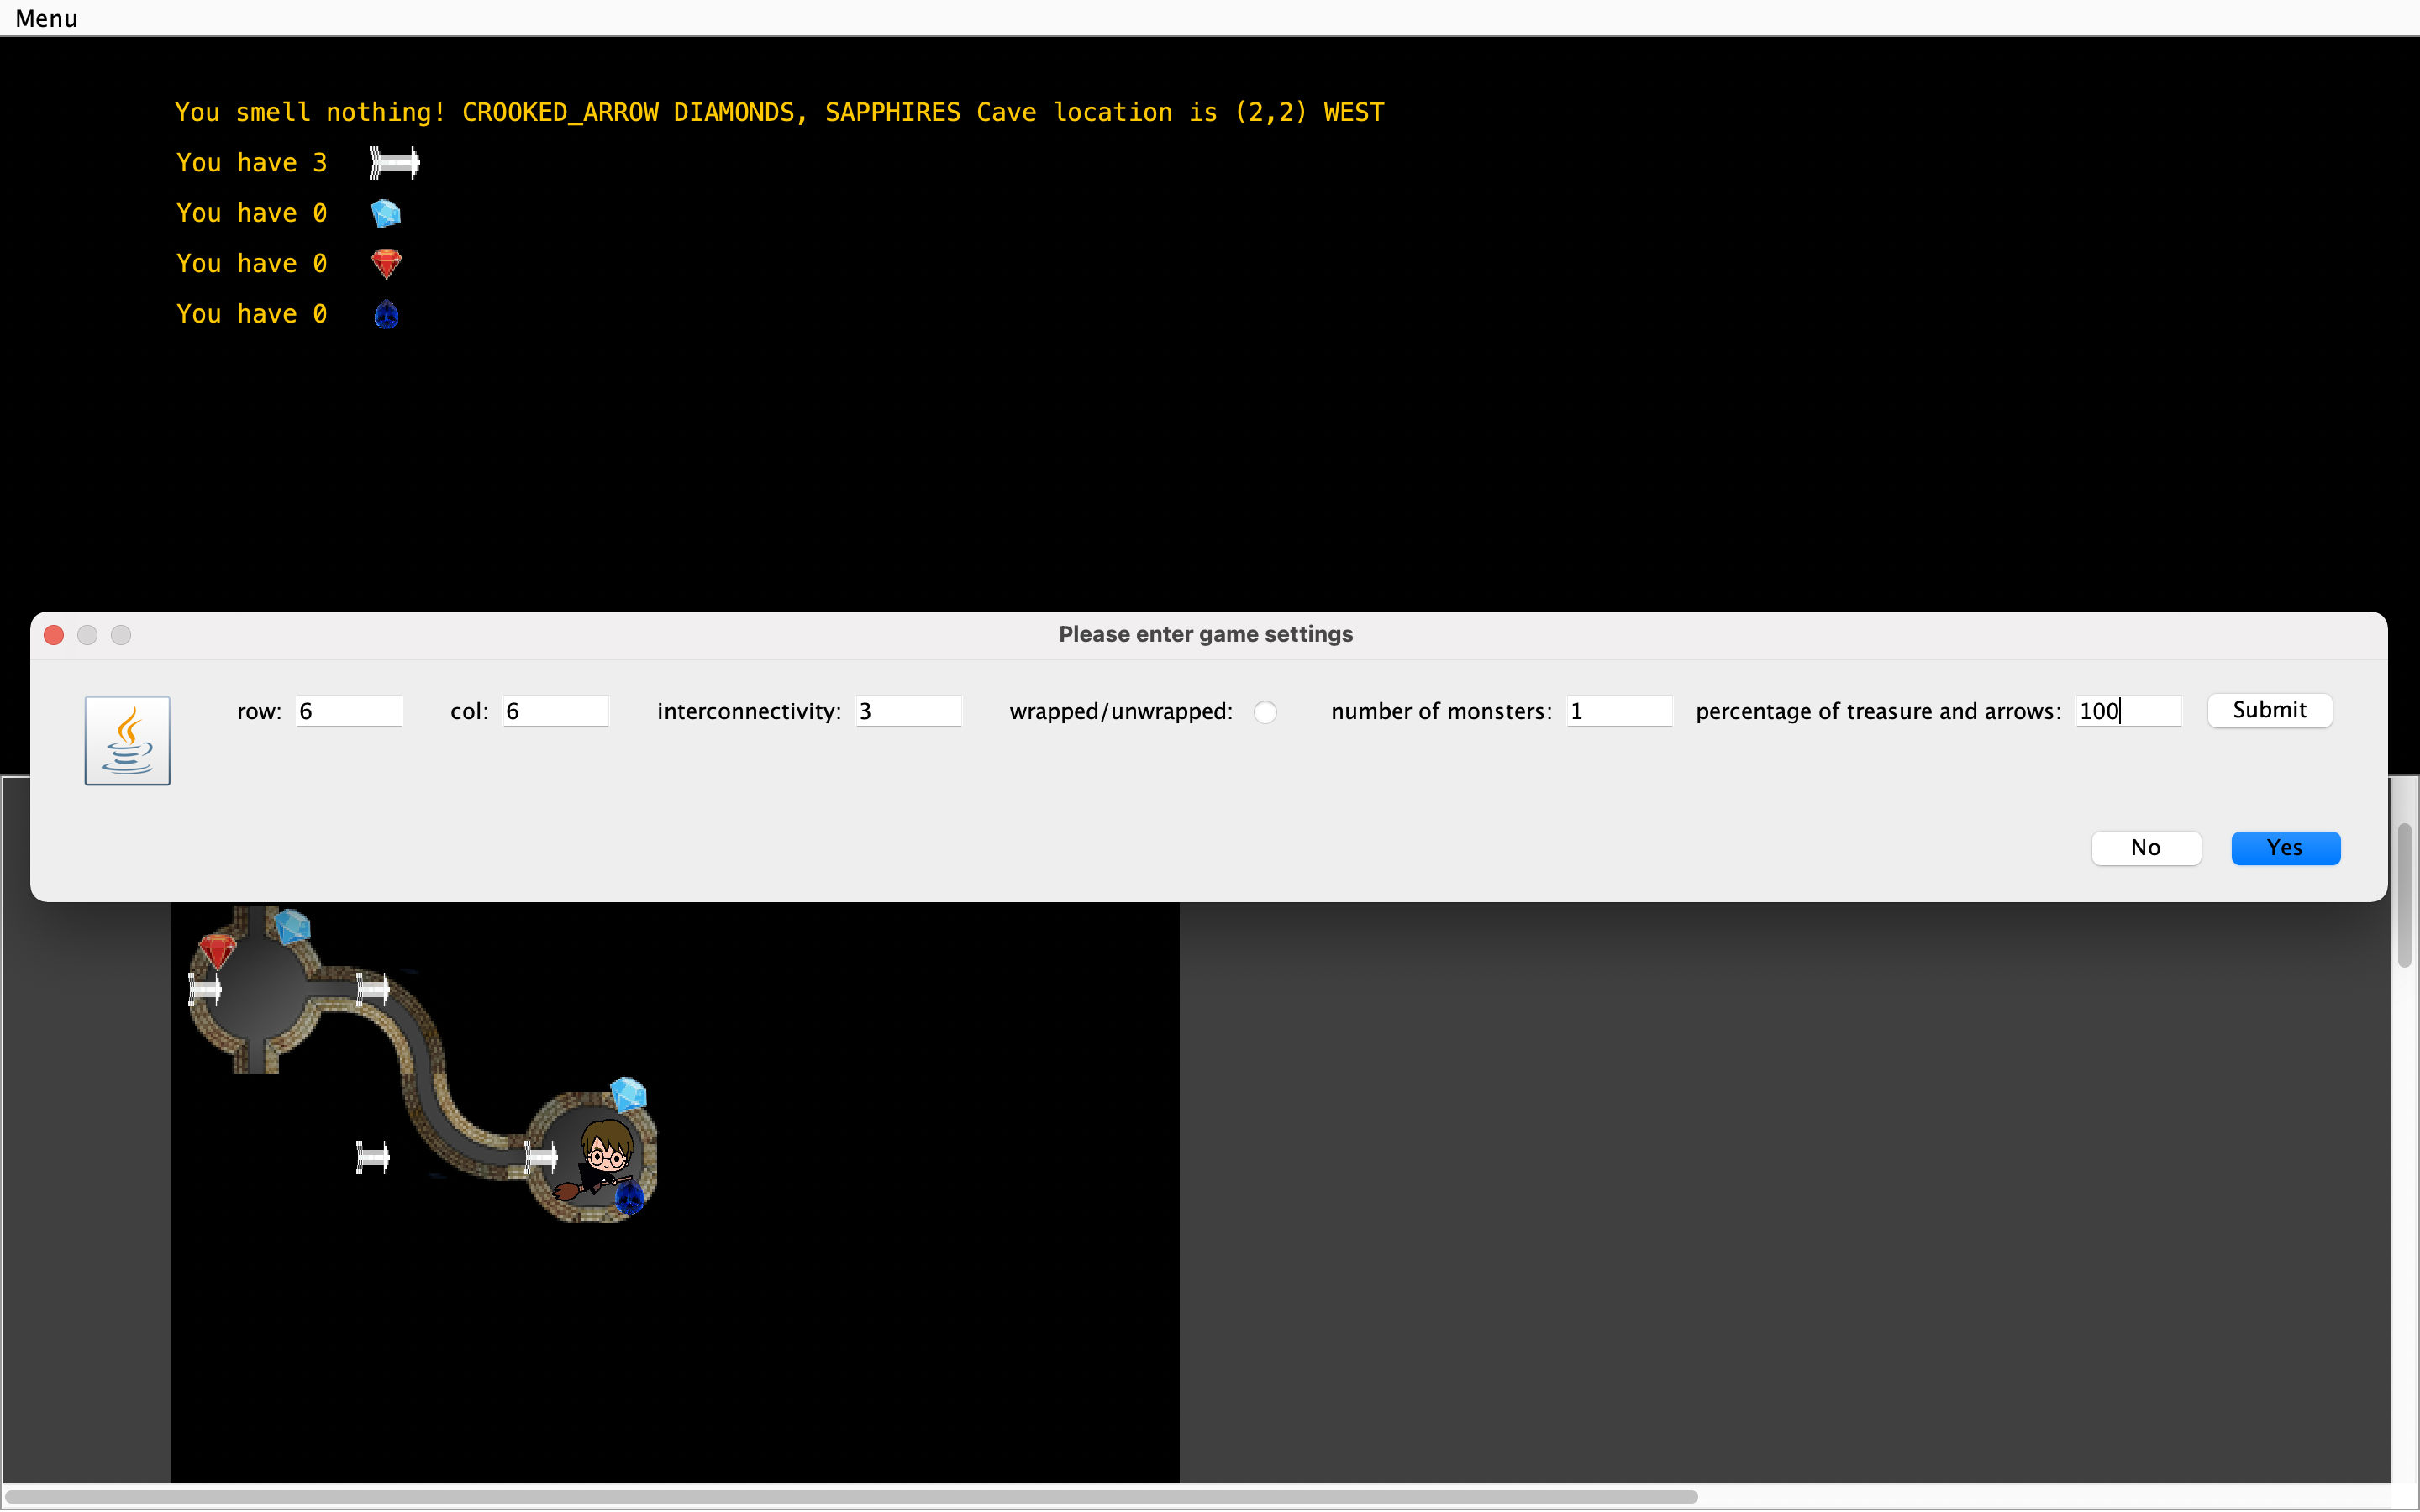 Menu
You smell nothing! CROOKED_ARROW DIAMONDS, SAPPHIRES Cave location is (2,2) WEST
You have 3
You have 0
You have 0
You have 0
Please enter game settings
row: 6 col: 6 interconnectivity: 3 wrapped/unwrapped: number of monsters: 1 percentage of treasure and arrows: 100 Submit
No Yes